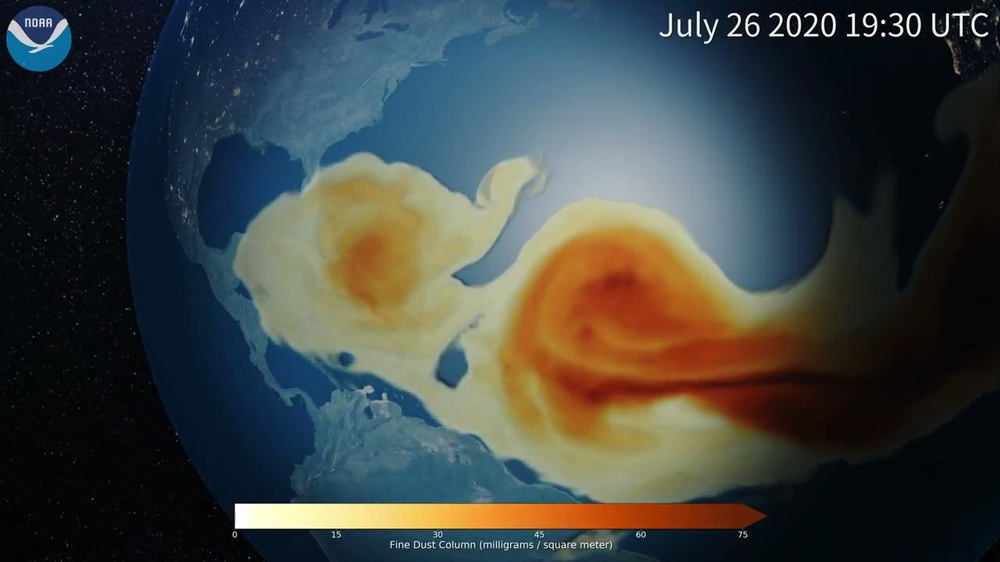 NOAA
July 26 2020 19:30 UTC
0 15 30 45 60 75
Fine Dust Column (milligrams / square meter)